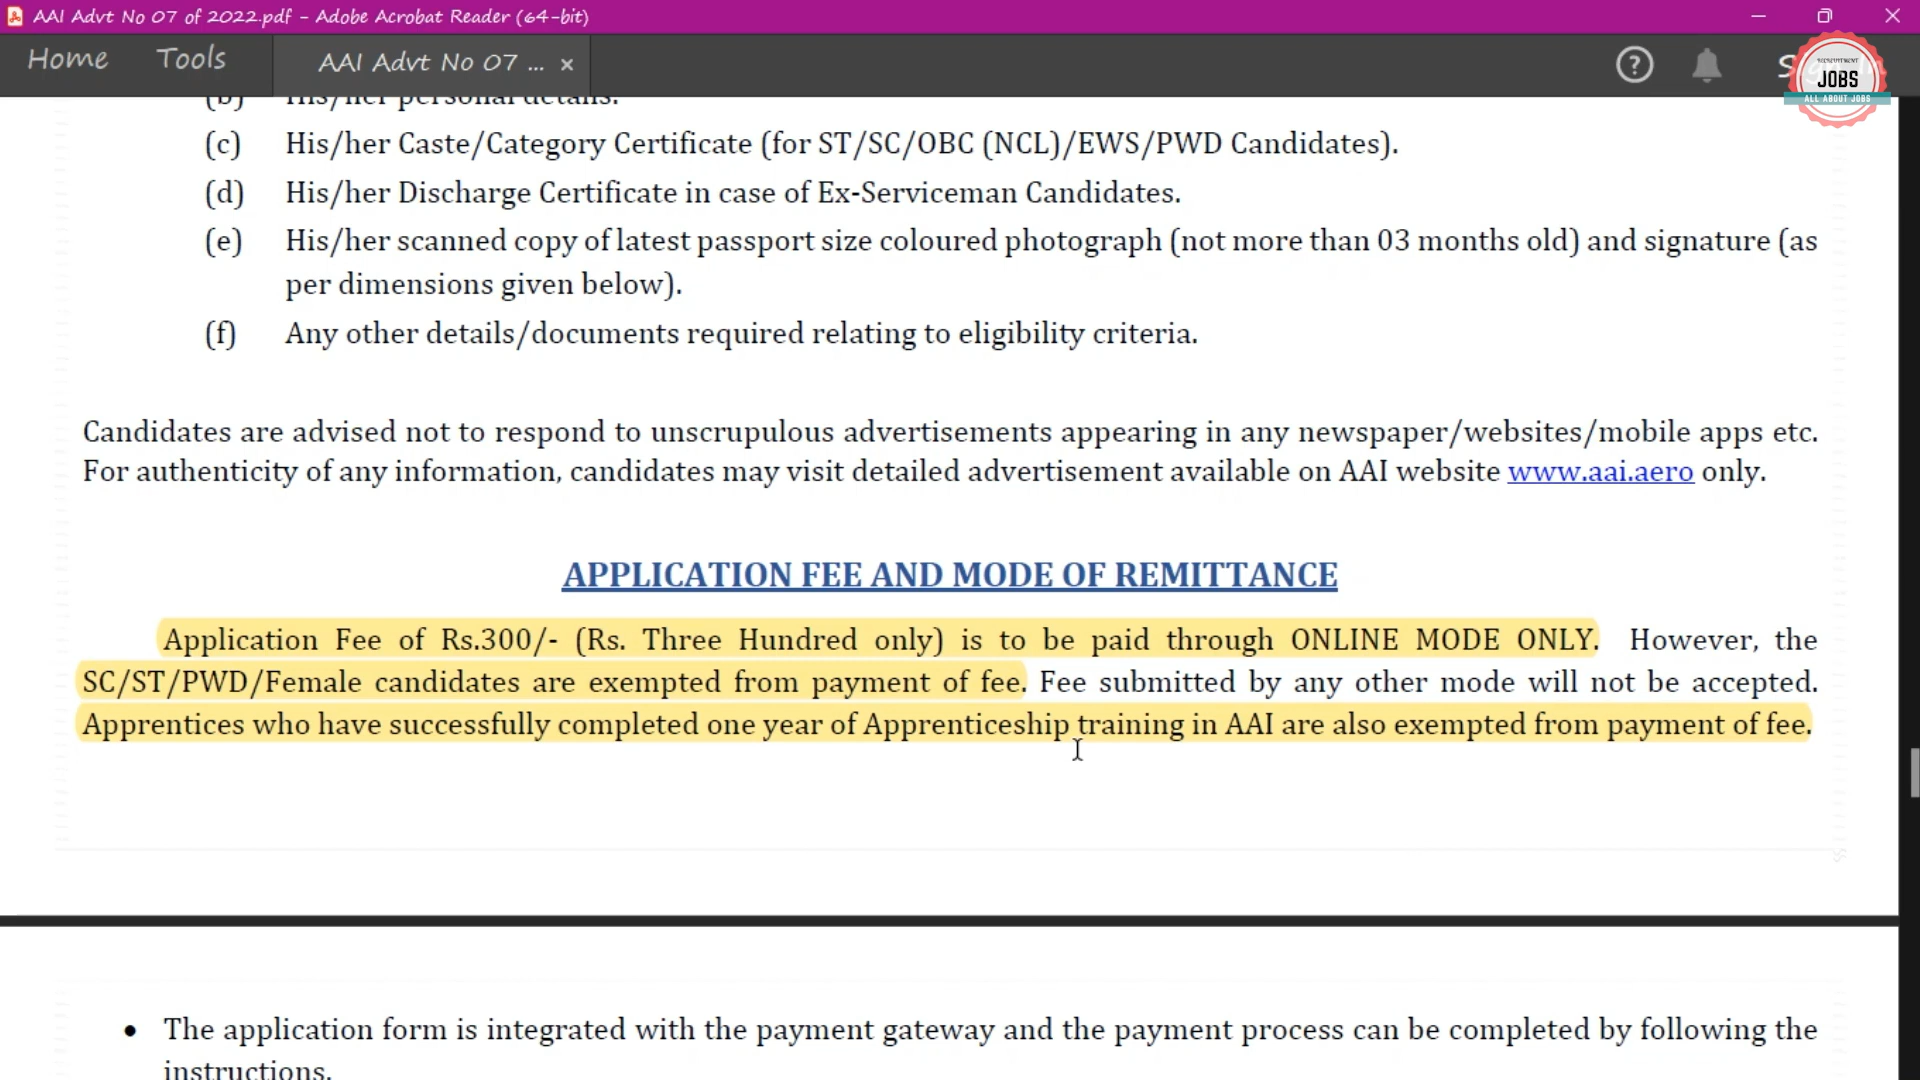 AAI Advt No 07 of 2022.pdf - Adobe Acrobat Reader (64-bit)
Home Tools AAI Advt No 07 ...
RECRUITMENT
JOBS
ALL ABOUT JOBS
(b) His/her personal details.
(c) His/her Caste/Category Certificate (for ST/SC/OBC (NCL)/EWS/PWD Candidates).
(d) His/her Discharge Certificate in case of Ex-Serviceman Candidates.
(e) His/her scanned copy of latest passport size coloured photograph (not more than 03 months old) and signature (as
per dimensions given below).
(f) Any other details/documents required relating to eligibility criteria.
Candidates are advised not to respond to unscrupulous advertisements appearing in any newspaper/websites/mobile apps etc.
For authenticity of any information, candidates may visit detailed advertisement available on AAI website www.aai.aero only.
APPLICATION FEE AND MODE OF REMITTANCE
Application Fee of Rs.300/- (Rs. Three Hundred only) is to be paid through ONLINE MODE ONLY. However, the
SC/ST/PWD/Female candidates are exempted from payment of fee. Fee submitted by any other mode will not be accepted.
Apprentices who have successfully completed one year of Apprenticeship training in AAI are also exempted from payment of fee.
• The application form is integrated with the payment gateway and the payment process can be completed by following the
instructions.